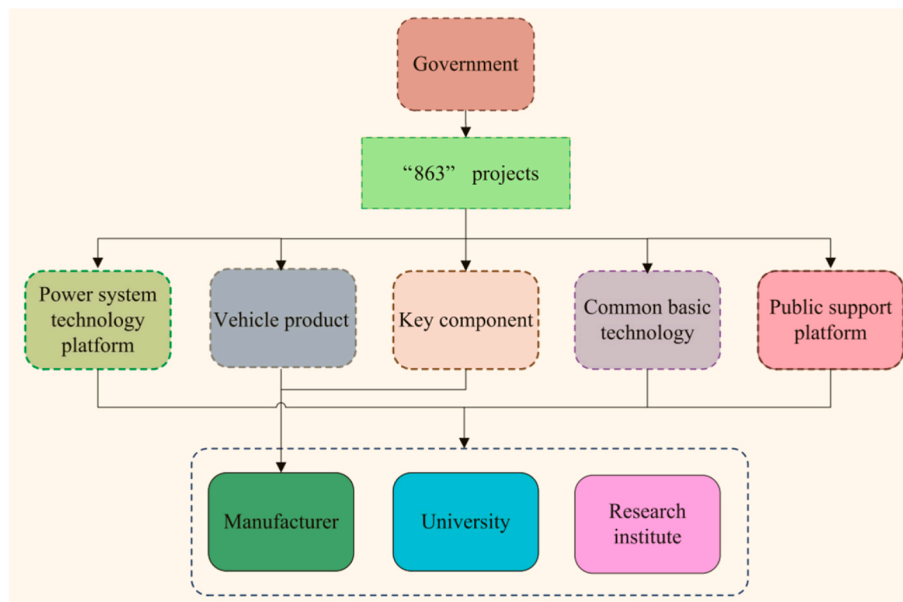 Government
“863” projects
Power system
technology
platform
Vehicle product
Key component
Common basic
technology
Public support
platform
Manufacturer
University
Research
institute